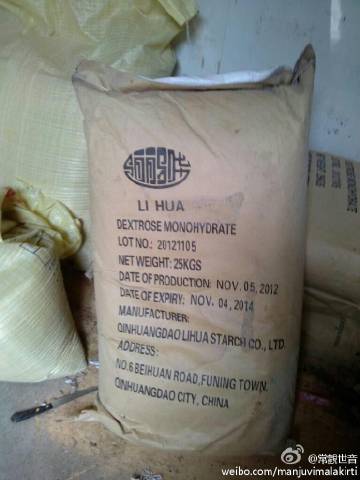 LI HUA
DEXTROSE MONOHYDRATE
LOT NO.: 20121105
NET WEIGHT: 25KGS
DATE OF PRODUCTION: NOV. 05, 2012
DATE OF EXPIRY: NOV. 04, 2014
MANUFACTURER:
QINHUANGDAO LIHUA STARCH CO., LTD
ADDRESS:
NO.6 BEIHUAN ROAD, FUNING TOWN,
QINHUANGDAO CITY, CHINA
@常觀世音
weibo.com/manjuvimalakirti